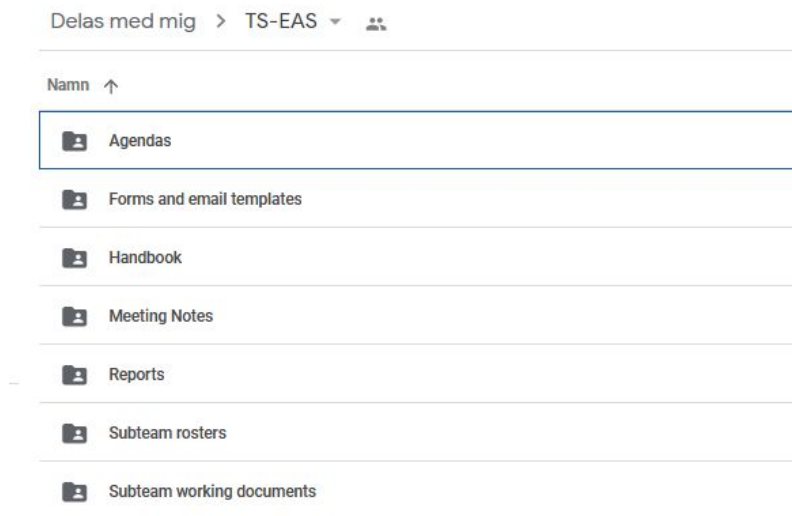 Delas med mig > TS-EAS
Namn ↑
Agendas
Forms and email templates
Handbook
Meeting Notes
Reports
Subteam rosters
Subteam working documents